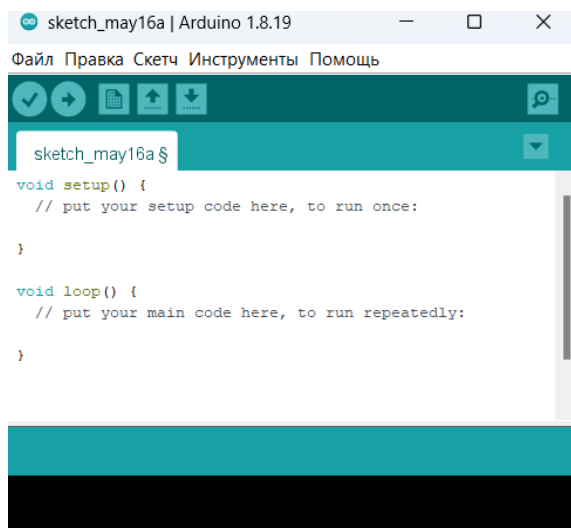 sketch_may16a | Arduino 1.8.19
Файл Правка Скетч Инструменты Помощь
sketch_may16a §
void setup() {
  // put your setup code here, to run once:
}
void loop() {
  // put your main code here, to run repeatedly:
}